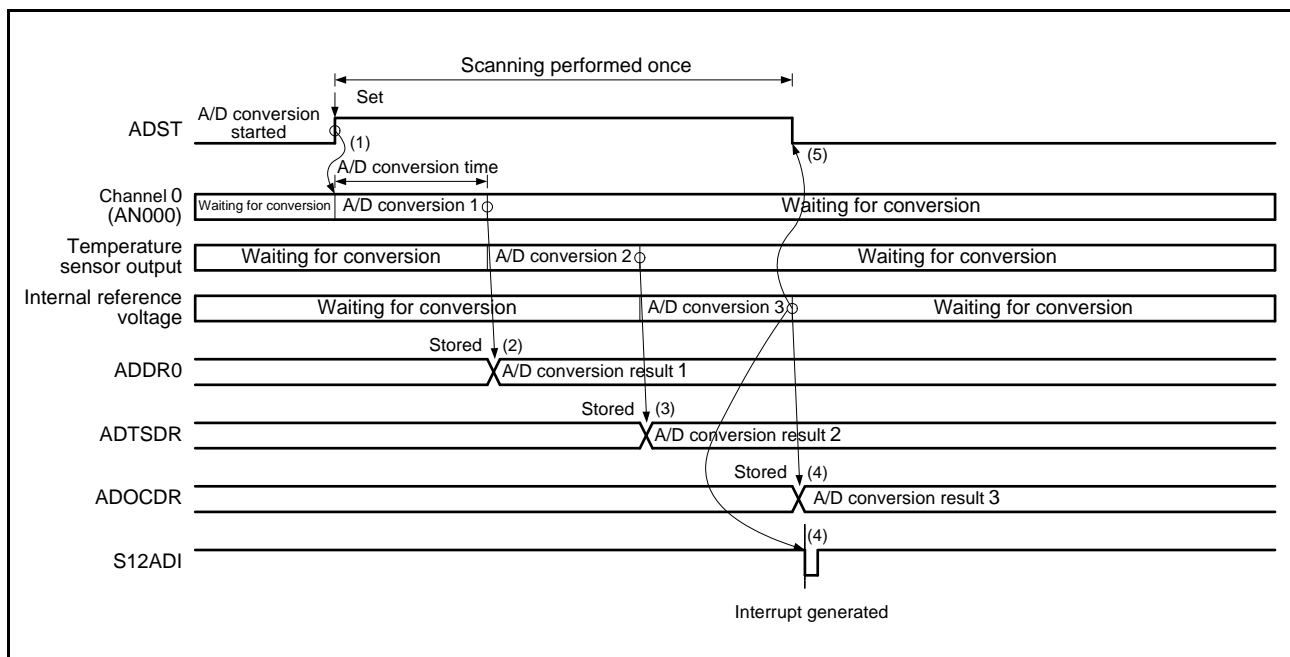 Scanning performed once
Set
ADST
A/D conversion
started
(1)
(5)
A/D conversion time
Channel 0
(AN000)
Waiting for conversion
A/D conversion 1
Waiting for conversion
Temperature
sensor output
Waiting for conversion
A/D conversion 2
Waiting for conversion
Internal reference
voltage
Waiting for conversion
A/D conversion 3
Waiting for conversion
Stored
(2)
ADDR0
A/D conversion result 1
Stored
(3)
ADTSDR
A/D conversion result 2
Stored
(4)
ADOCDR
A/D conversion result 3
(4)
S12ADI
Interrupt generated